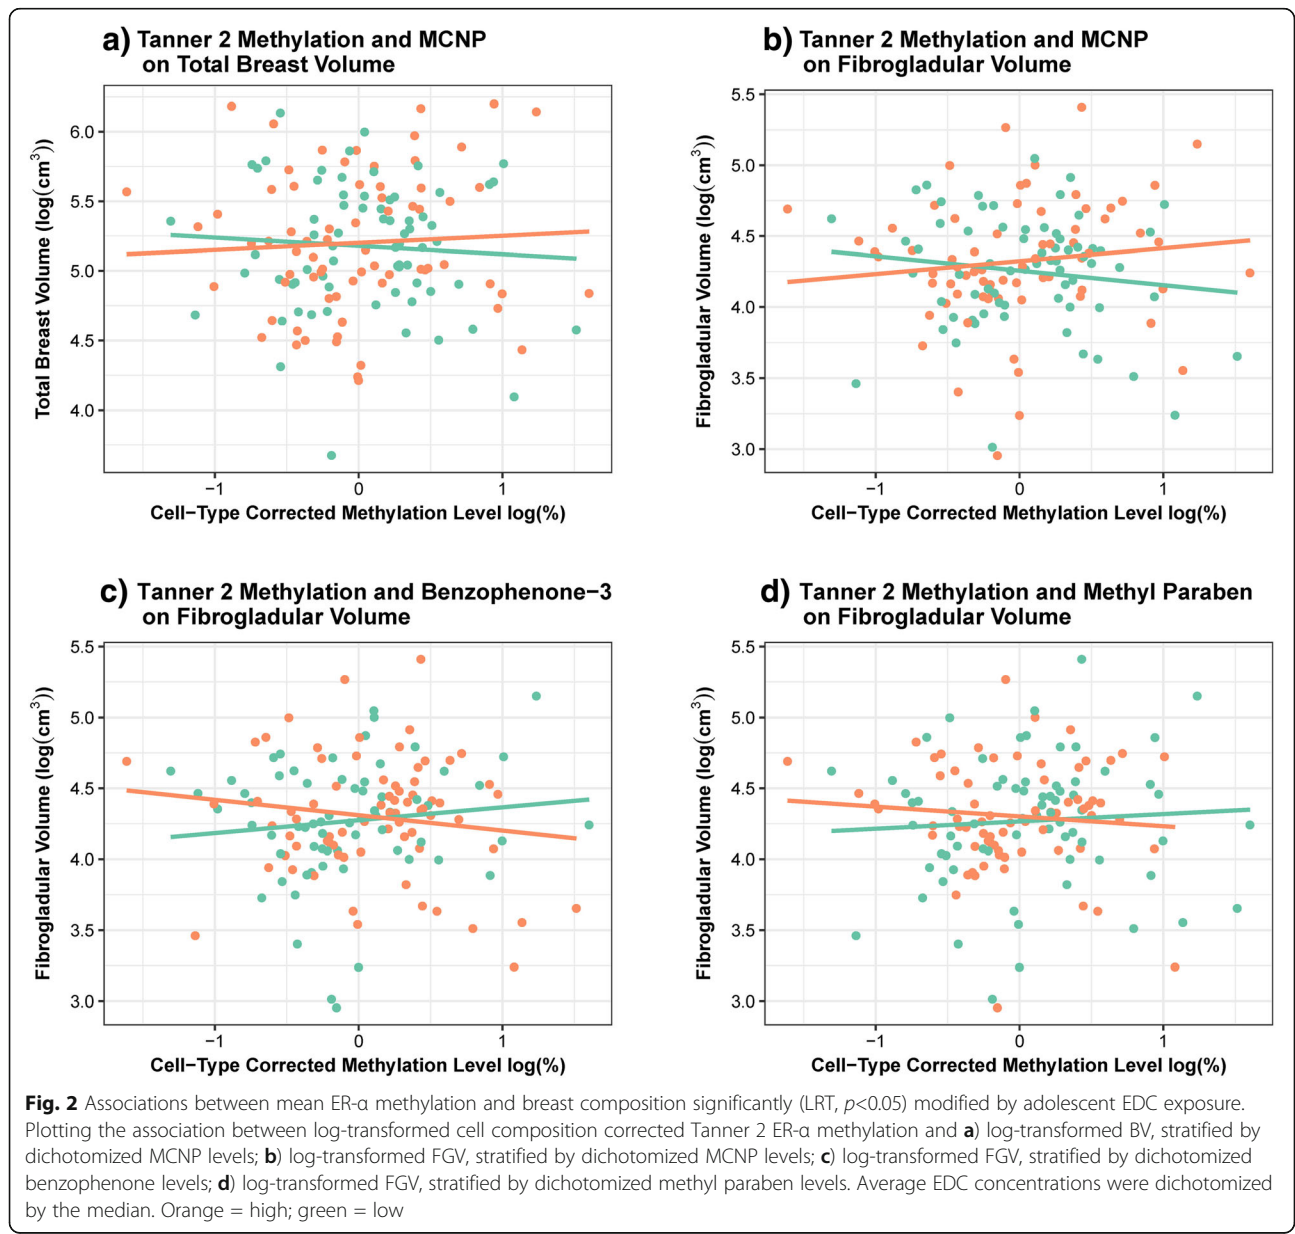 a) Tanner 2 Methylation and MCNP
on Total Breast Volume
Total Breast Volume (log(cm³))
6.0
5.5
5.0
4.5
4.0
−1
0
1
Cell−Type Corrected Methylation Level log(%)
b) Tanner 2 Methylation and MCNP
on Fibrogladular Volume
Fibrogladular Volume (log(cm³))
5.5
5.0
4.5
4.0
3.5
3.0
−1
0
1
Cell−Type Corrected Methylation Level log(%)
c) Tanner 2 Methylation and Benzophenone−3
on Fibrogladular Volume
Fibrogladular Volume (log(cm³))
5.5
5.0
4.5
4.0
3.5
3.0
−1
0
1
Cell−Type Corrected Methylation Level log(%)
d) Tanner 2 Methylation and Methyl Paraben
on Fibrogladular Volume
Fibrogladular Volume (log(cm³))
5.5
5.0
4.5
4.0
3.5
3.0
−1
0
1
Cell−Type Corrected Methylation Level log(%)
Fig. 2 Associations between mean ER-α methylation and breast composition significantly (LRT, p<0.05) modified by adolescent EDC exposure.
Plotting the association between log-transformed cell composition corrected Tanner 2 ER-α methylation and a) log-transformed BV, stratified by
dichotomized MCNP levels; b) log-transformed FGV, stratified by dichotomized MCNP levels; c) log-transformed FGV, stratified by dichotomized
benzophenone levels; d) log-transformed FGV, stratified by dichotomized methyl paraben levels. Average EDC concentrations were dichotomized
by the median. Orange = high; green = low